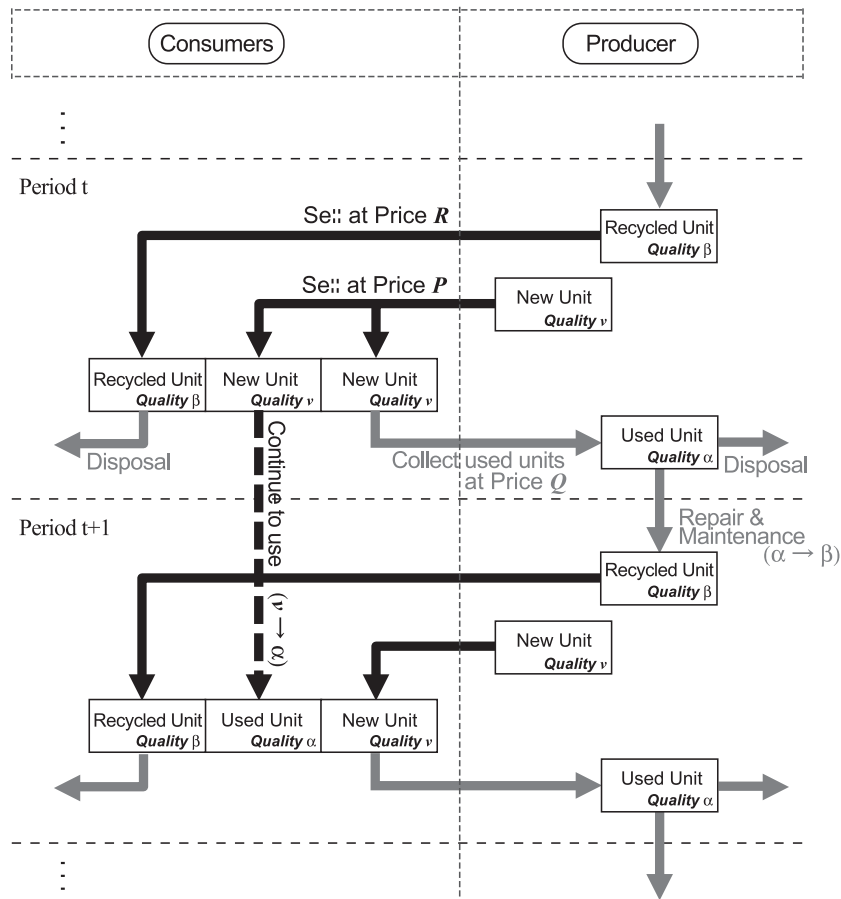 Consumers
Producer
Period t
Se:: at Price R
Recycled Unit
Quality β
Se:: at Price P
New Unit
Quality v
Recycled Unit
Quality β
New Unit
Quality v
New Unit
Quality v
Disposal
Continue to use
(v → α)
Collect used units
at Price Q
Used Unit
Quality α
Disposal
Period t+1
Repair &
Maintenance
(α → β)
Recycled Unit
Quality β
New Unit
Quality v
Recycled Unit
Quality β
Used Unit
Quality α
New Unit
Quality v
Used Unit
Quality α